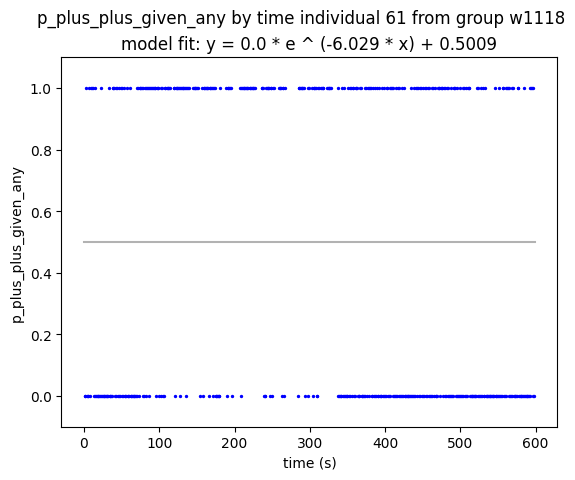 p_plus_plus_given_any by time individual 61 from group w1118
model fit: y = 0.0 * e ^ (-6.029 * x) + 0.5009
p_plus_plus_given_any
1.0
0.8
0.6
0.4
0.2
0.0
0 100 200 300 400 500 600
time (s)